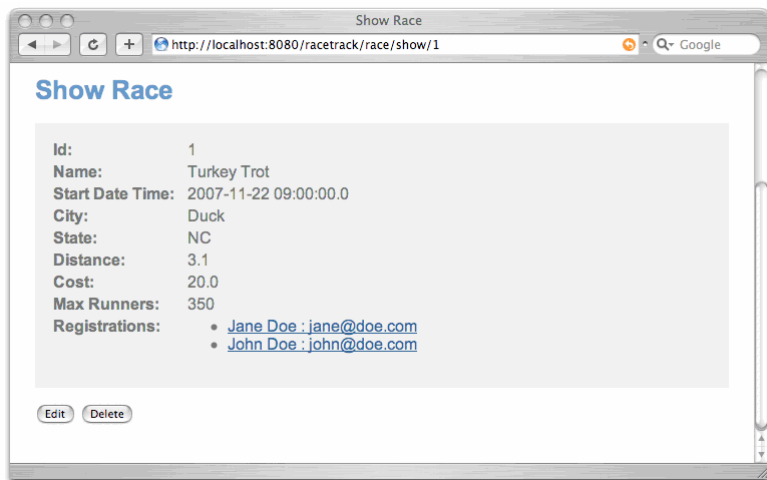 Show Race
http://localhost:8080/racetrack/race/show/1
Google
Show Race
Id: 1
Name: Turkey Trot
Start Date Time: 2007-11-22 09:00:00.0
City: Duck
State: NC
Distance: 3.1
Cost: 20.0
Max Runners: 350
Registrations: • Jane Doe : jane@doe.com
• John Doe : john@doe.com
Edit Delete